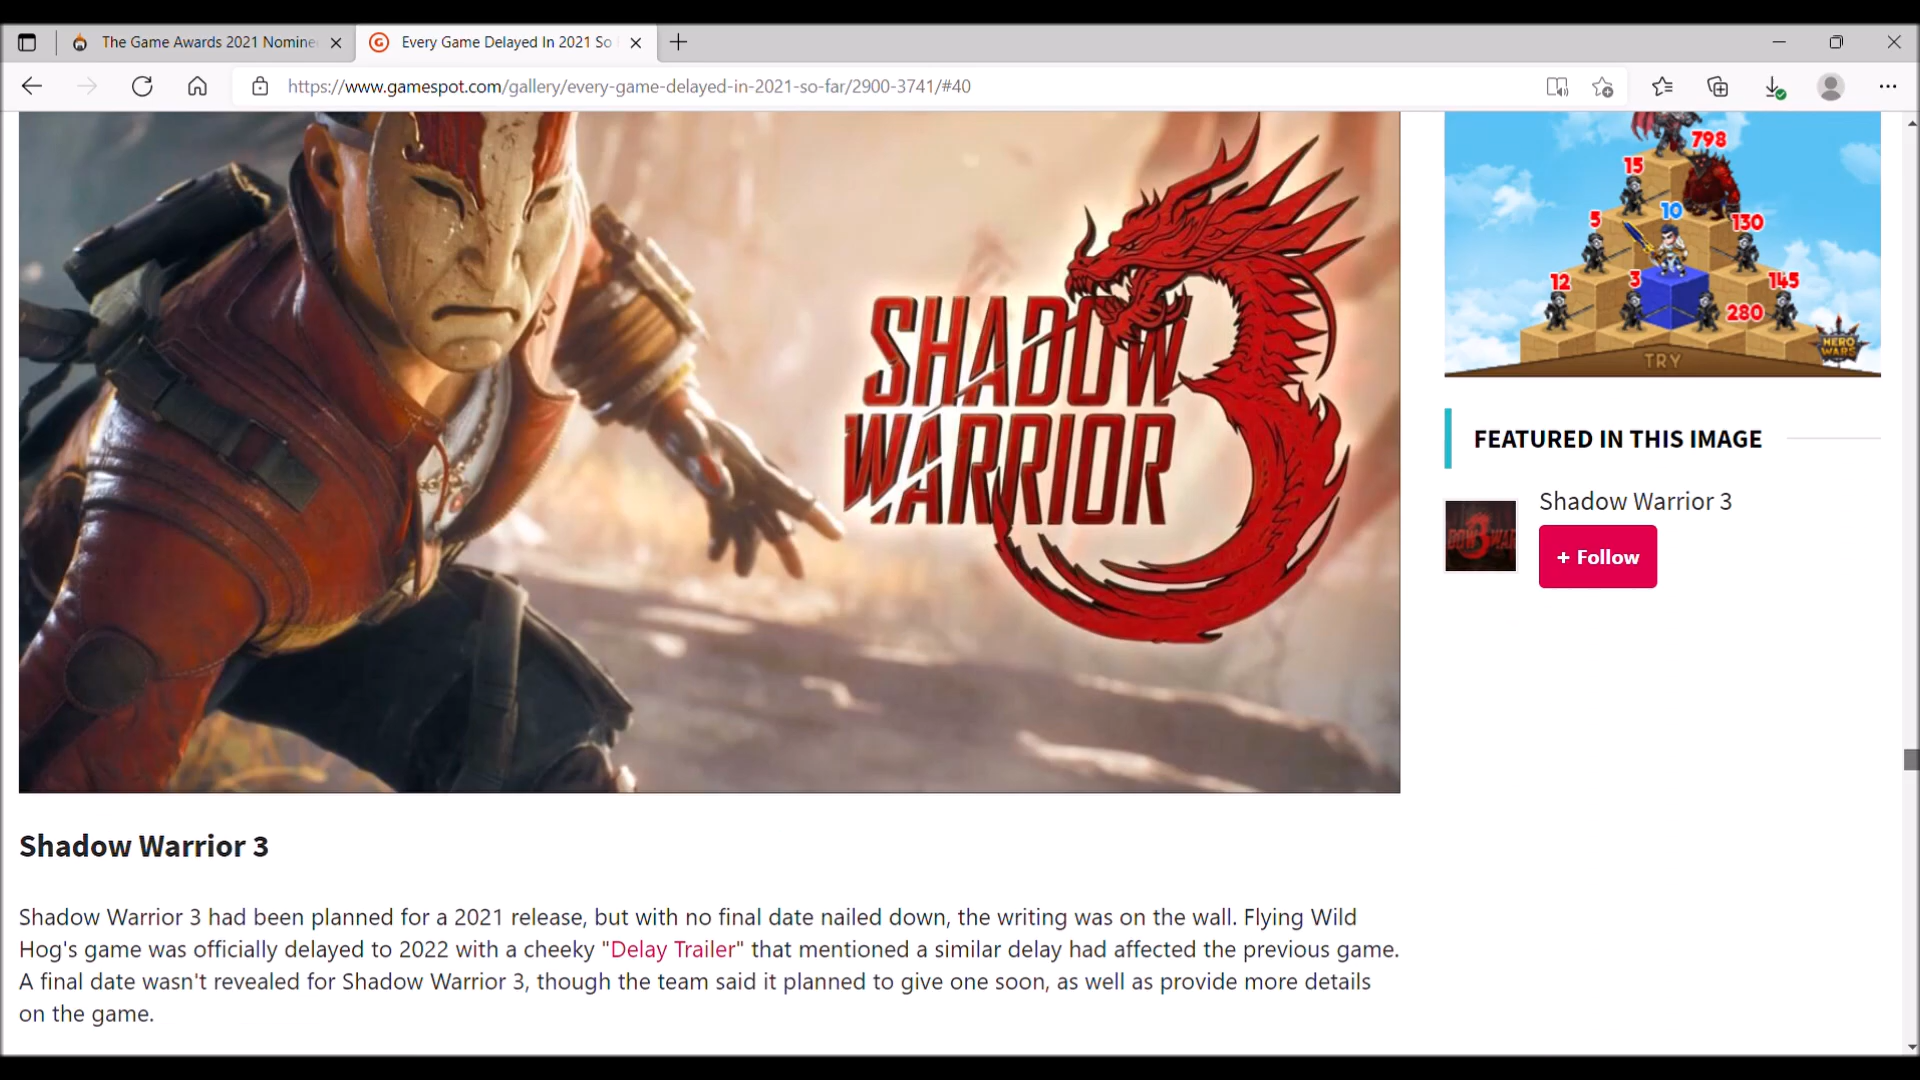 The Game Awards 2021 Nomine
Every Game Delayed In 2021 So
https://www.gamespot.com/gallery/every-game-delayed-in-2021-so-far/2900-3741/#40
SHADOW
WARRIOR
3
798
15
5
10
130
12
3
145
280
HERO
WARS
TRY
FEATURED IN THIS IMAGE
Shadow Warrior 3
+ Follow
Shadow Warrior 3
Shadow Warrior 3 had been planned for a 2021 release, but with no final date nailed down, the writing was on the wall. Flying Wild
Hog's game was officially delayed to 2022 with a cheeky "Delay Trailer" that mentioned a similar delay had affected the previous game.
A final date wasn't revealed for Shadow Warrior 3, though the team said it planned to give one soon, as well as provide more details
on the game.